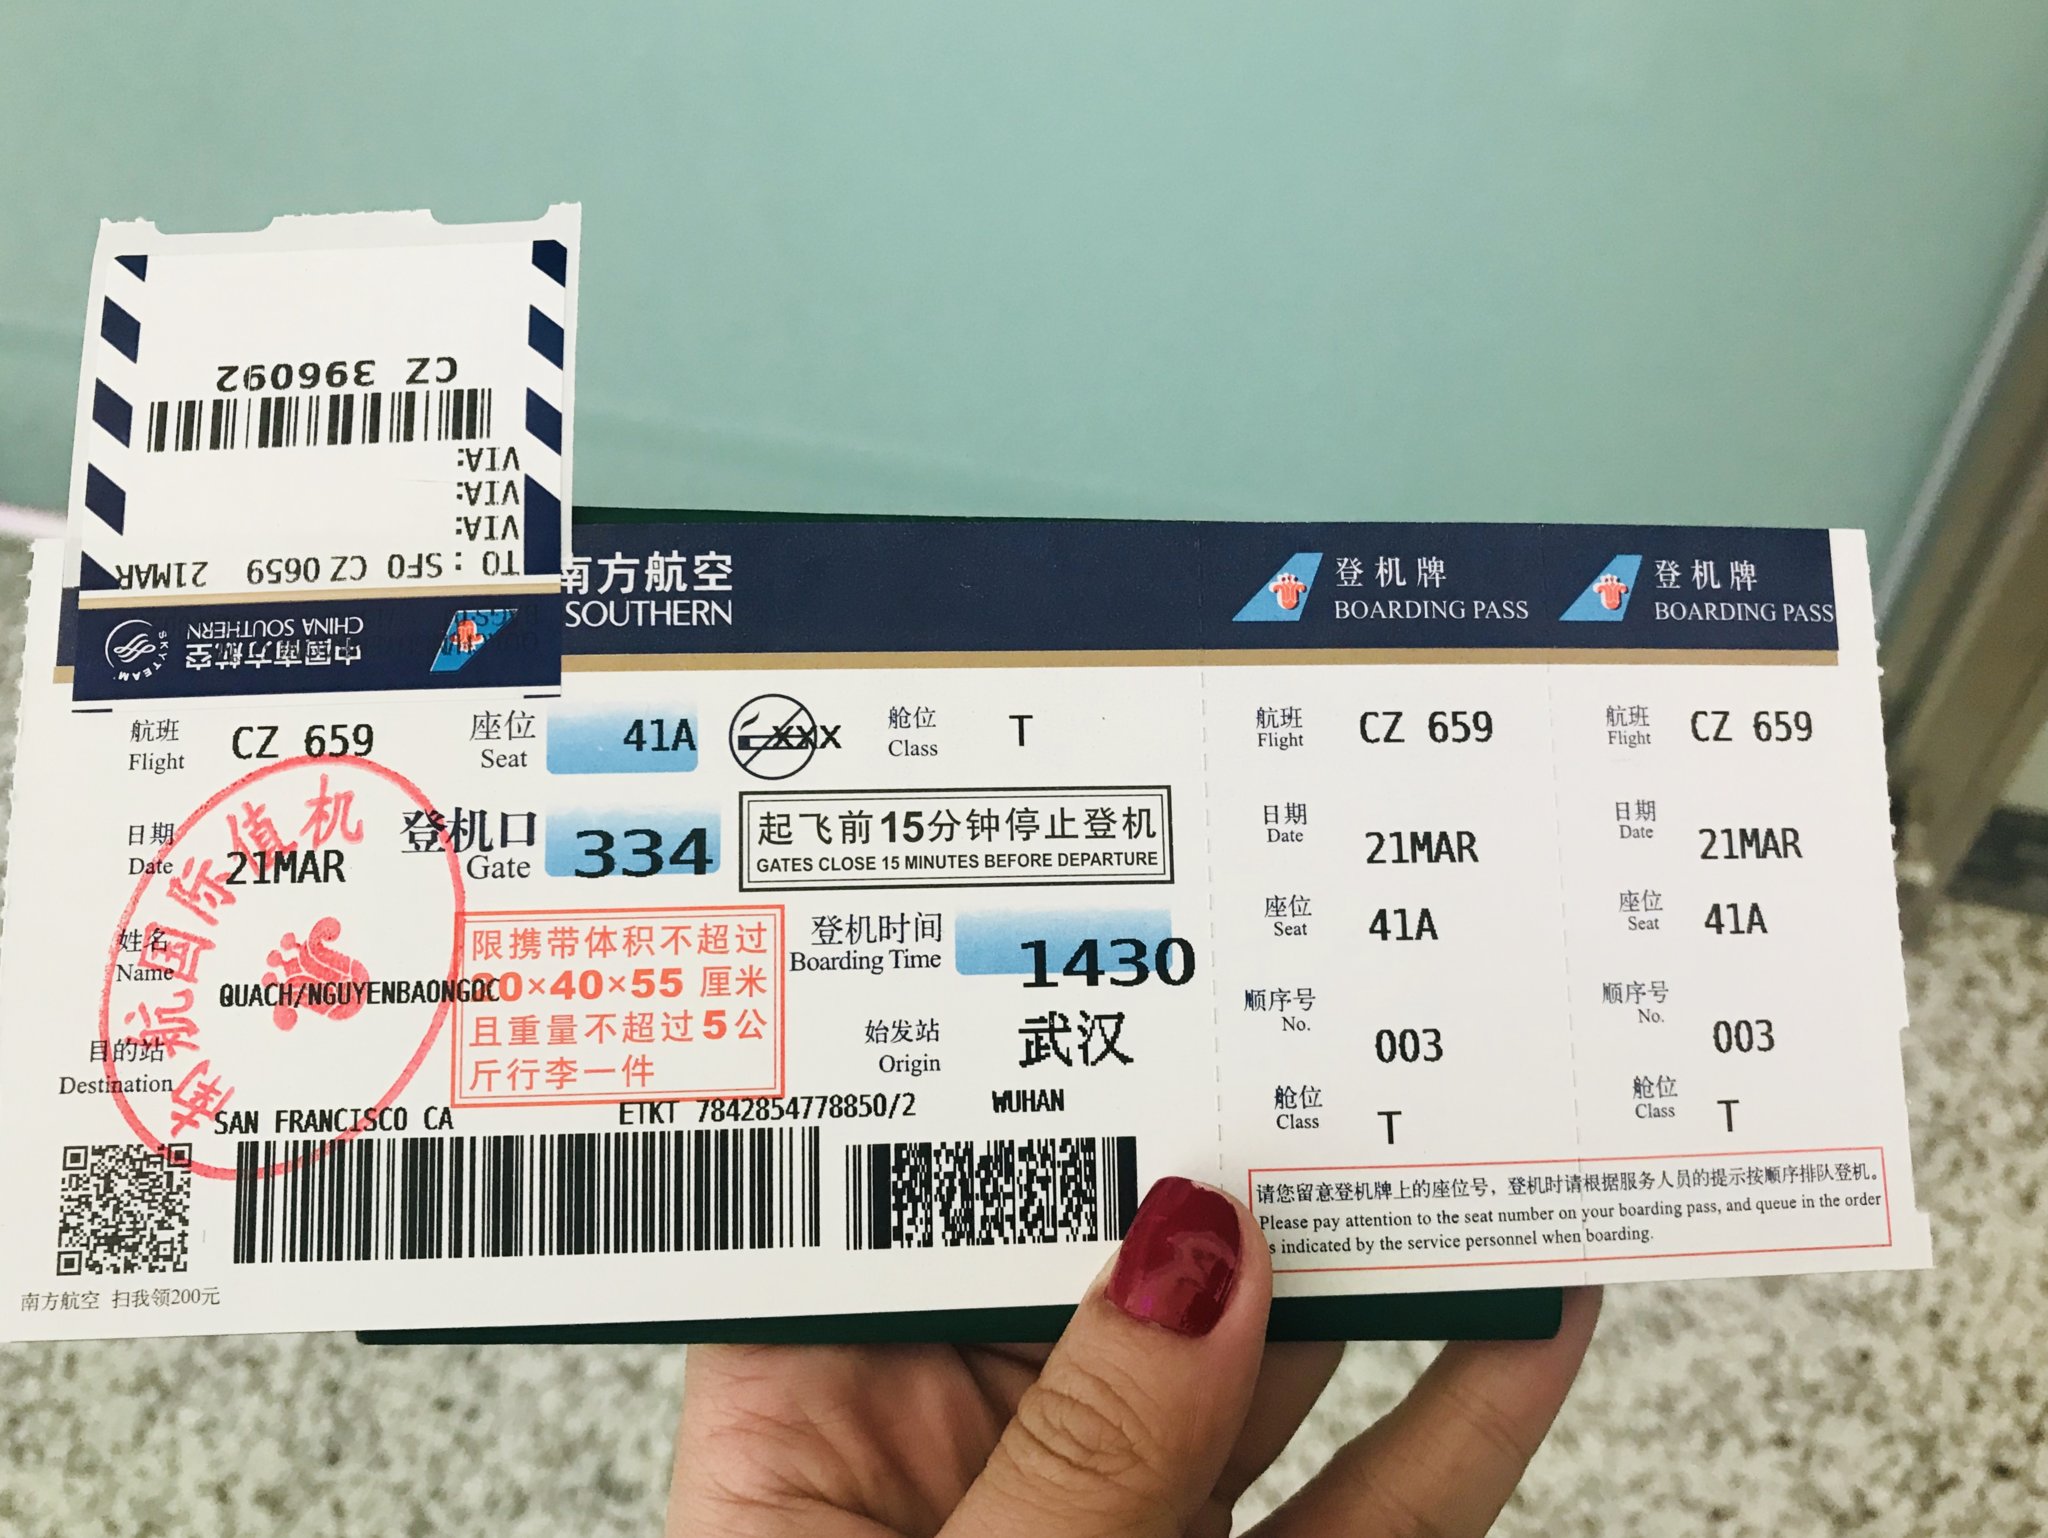 CZ 396092
VIA:
VIA:
VIA:
TO : SFO CZ 0659 21MAR
中国南方航空
CHINA SOUTHERN
SKYTEAM
南方航空
SOUTHERN
登机牌
BOARDING PASS
登机牌
BOARDING PASS
航班 Flight CZ 659
座位 Seat 41A
XXX
舱位 Class T
日期 Date 21MAR
登机口 Gate 334
起飞前15分钟停止登机
GATES CLOSE 15 MINUTES BEFORE DEPARTURE
姓名 Name QUACH/NGUYENBAONGOC
限携带体积不超过
20×40×55 厘米
且重量不超过5公
斤行李一件
登机时间 Boarding Time 1430
始发站 Origin 武汉
WUHAN
目的站 Destination SAN FRANCISCO CA
ETKT 7842854778850/2
南航国际值机
南方航空 扫我领200元
航班 Flight CZ 659
日期 Date 21MAR
座位 Seat 41A
顺序号 No. 003
舱位 Class T
航班 Flight CZ 659
日期 Date 21MAR
座位 Seat 41A
顺序号 No. 003
舱位 Class T
请您留意登机牌上的座位号，登机时请根据服务人员的提示按顺序排队登机。
Please pay attention to the seat number on your boarding pass, and queue in the order
s indicated by the service personnel when boarding.